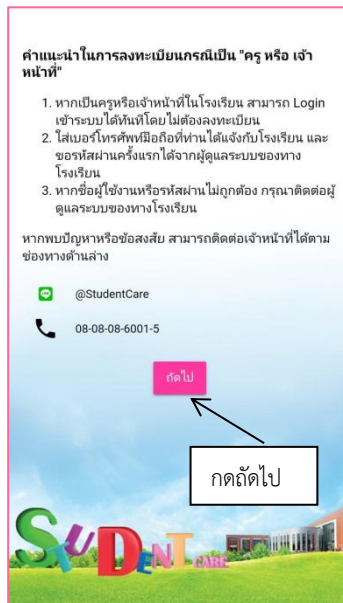 คำแนะนำในการลงทะเบียนกรณีเป็น "ครู หรือ เจ้า
หน้าที่"
1. หากเป็นครูหรือเจ้าหน้าที่ในโรงเรียน สามารถ Login
เข้าระบบได้ทันทีโดยไม่ต้องลงทะเบียน
2. ใส่เบอร์โทรศัพท์มือถือที่ท่านได้แจ้งกับโรงเรียน และ
ขอรหัสผ่านครั้งแรกได้จากผู้ดูแลระบบของทาง
โรงเรียน
3. หากชื่อผู้ใช้งานหรือรหัสผ่านไม่ถูกต้อง กรุณาติดต่อผู้
ดูแลระบบของทางโรงเรียน
หากพบปัญหาหรือข้อสงสัย สามารถติดต่อเจ้าหน้าที่ได้ตาม
ช่องทางด้านล่าง
@StudentCare
08-08-08-6001-5
ถัดไป
กดถัดไป
STUDENT CARE